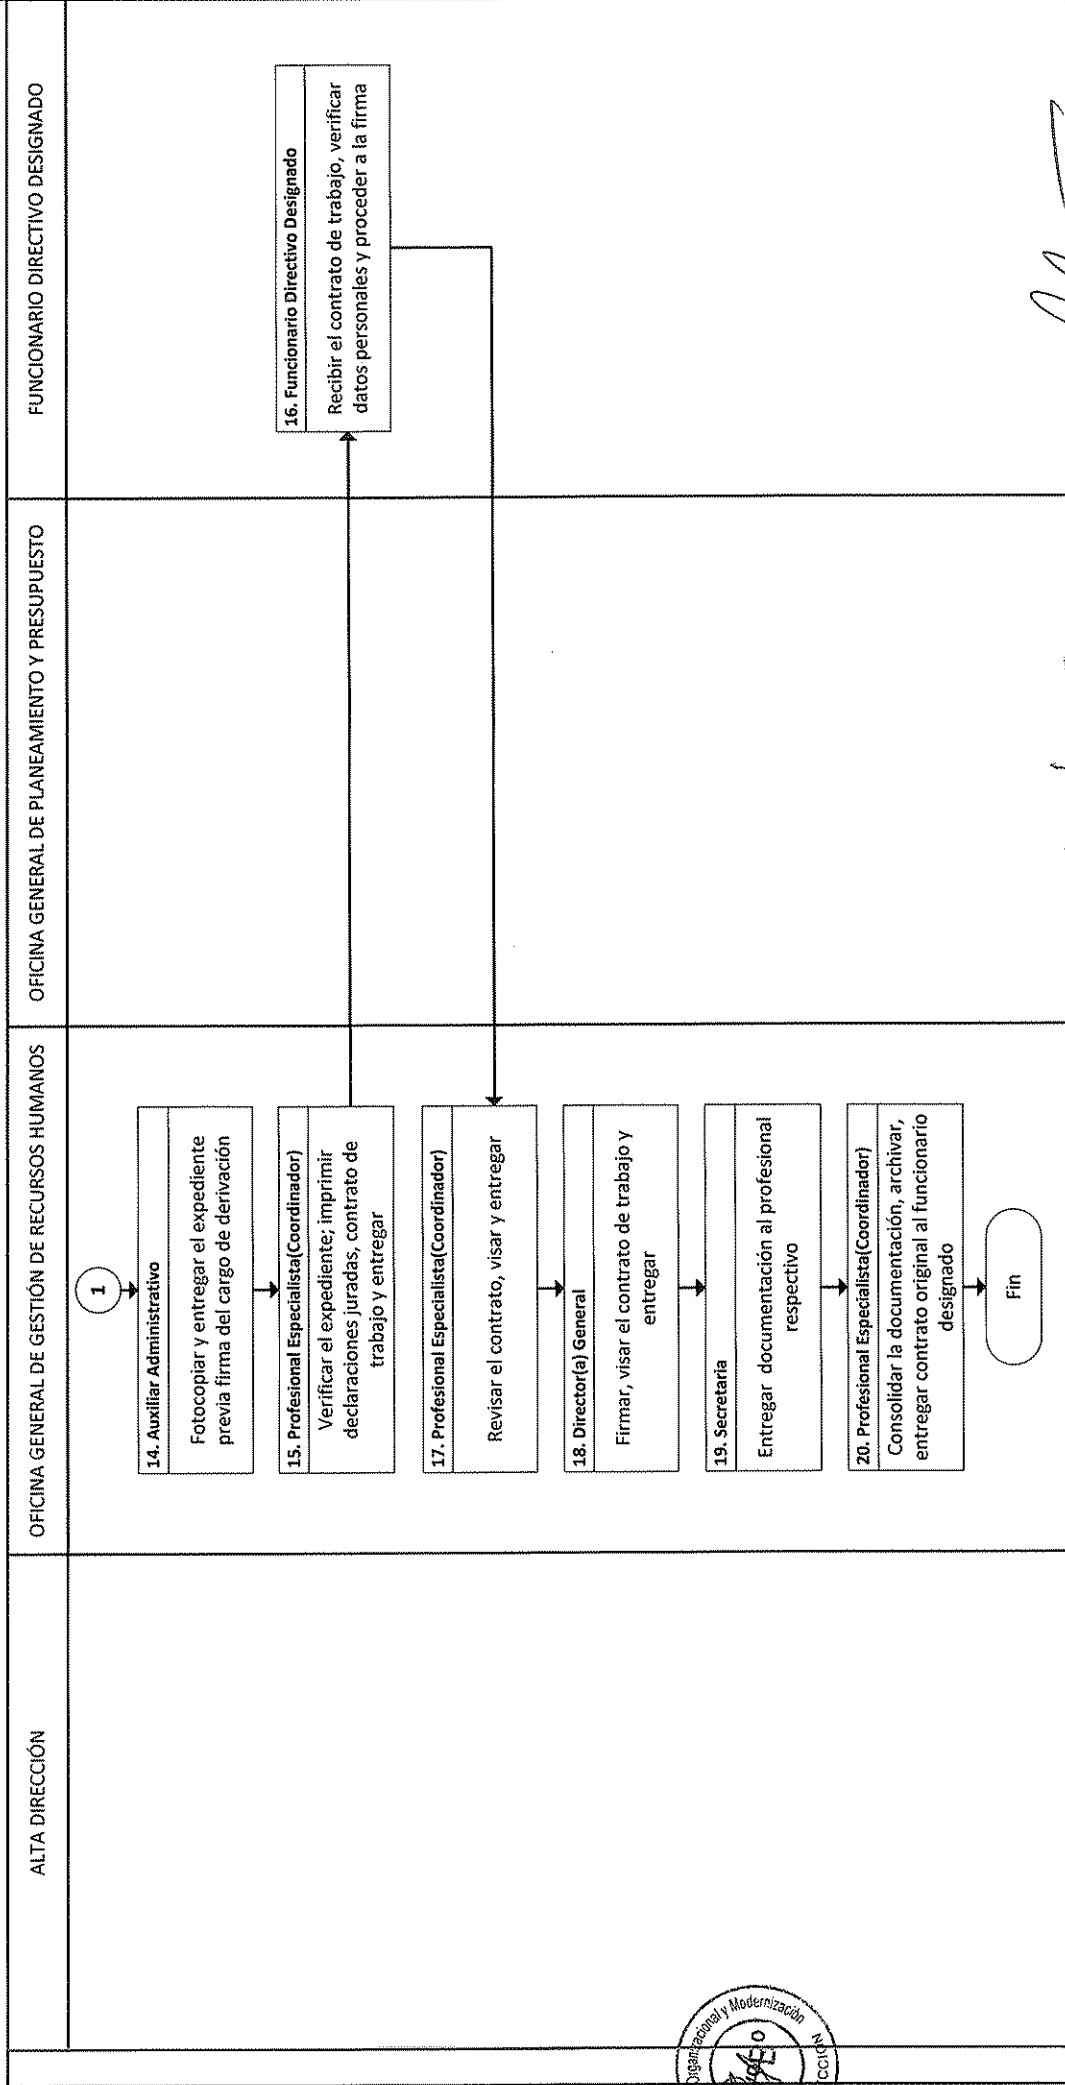 ALTA DIRECCIÓN
OFICINA GENERAL DE GESTIÓN DE RECURSOS HUMANOS
OFICINA GENERAL DE PLANEAMIENTO Y PRESUPUESTO
FUNCIONARIO DIRECTIVO DESIGNADO
1
14. Auxiliar Administrativo
Fotocopiar y entregar el expediente
previa firma del cargo de derivación
15. Profesional Especialista(Coordinador)
Verificar el expediente; imprimir
declaraciones juradas, contrato de
trabajo y entregar
16. Funcionario Directivo Designado
Recibir el contrato de trabajo, verificar
datos personales y proceder a la firma
17. Profesional Especialista(Coordinador)
Revisar el contrato, visar y entregar
18. Director(a) General
Firmar, visar el contrato de trabajo y
entregar
19. Secretaria
Entregar documentación al profesional
respectivo
20. Profesional Especialista(Coordinador)
Consolidar la documentación, archivar,
entregar contrato original al funcionario
designado
Fin
Organizacional y Modernización